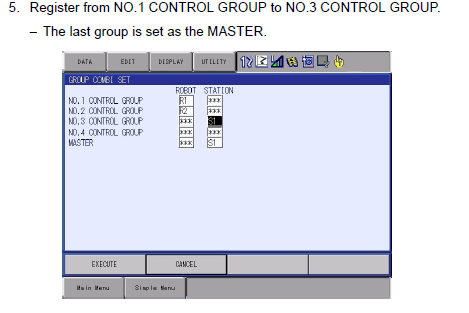 5. Register from NO.1 CONTROL GROUP to NO.3 CONTROL GROUP.
– The last group is set as the MASTER.
DATA EDIT DISPLAY UTILITY
GROUP COMBI SET
ROBOT STATION
NO.1 CONTROL GROUP R1 ***
NO.2 CONTROL GROUP R2 ***
NO.3 CONTROL GROUP *** S1
NO.4 CONTROL GROUP *** ***
MASTER *** S1
EXECUTE CANCEL
Main Menu Simple Menu